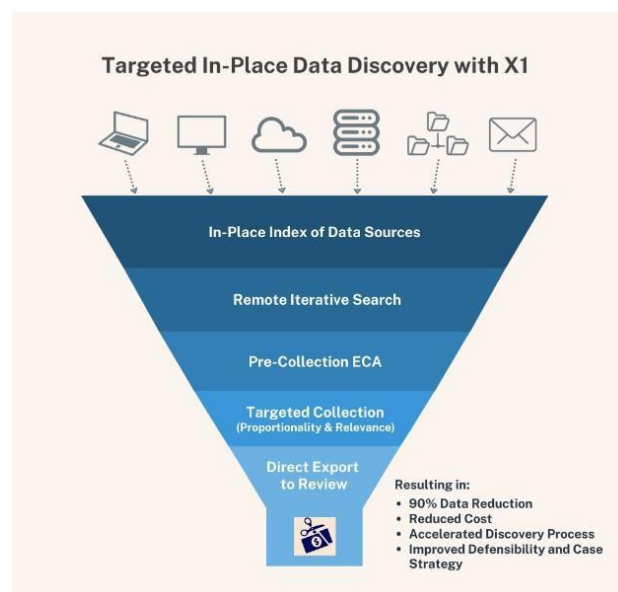 Targeted In-Place Data Discovery with X1
In-Place Index of Data Sources
Remote Iterative Search
Pre-Collection ECA
Targeted Collection
(Proportionality & Relevance)
Direct Export
to Review
$
Resulting in:
• 90% Data Reduction
• Reduced Cost
• Accelerated Discovery Process
• Improved Defensibility and Case
Strategy